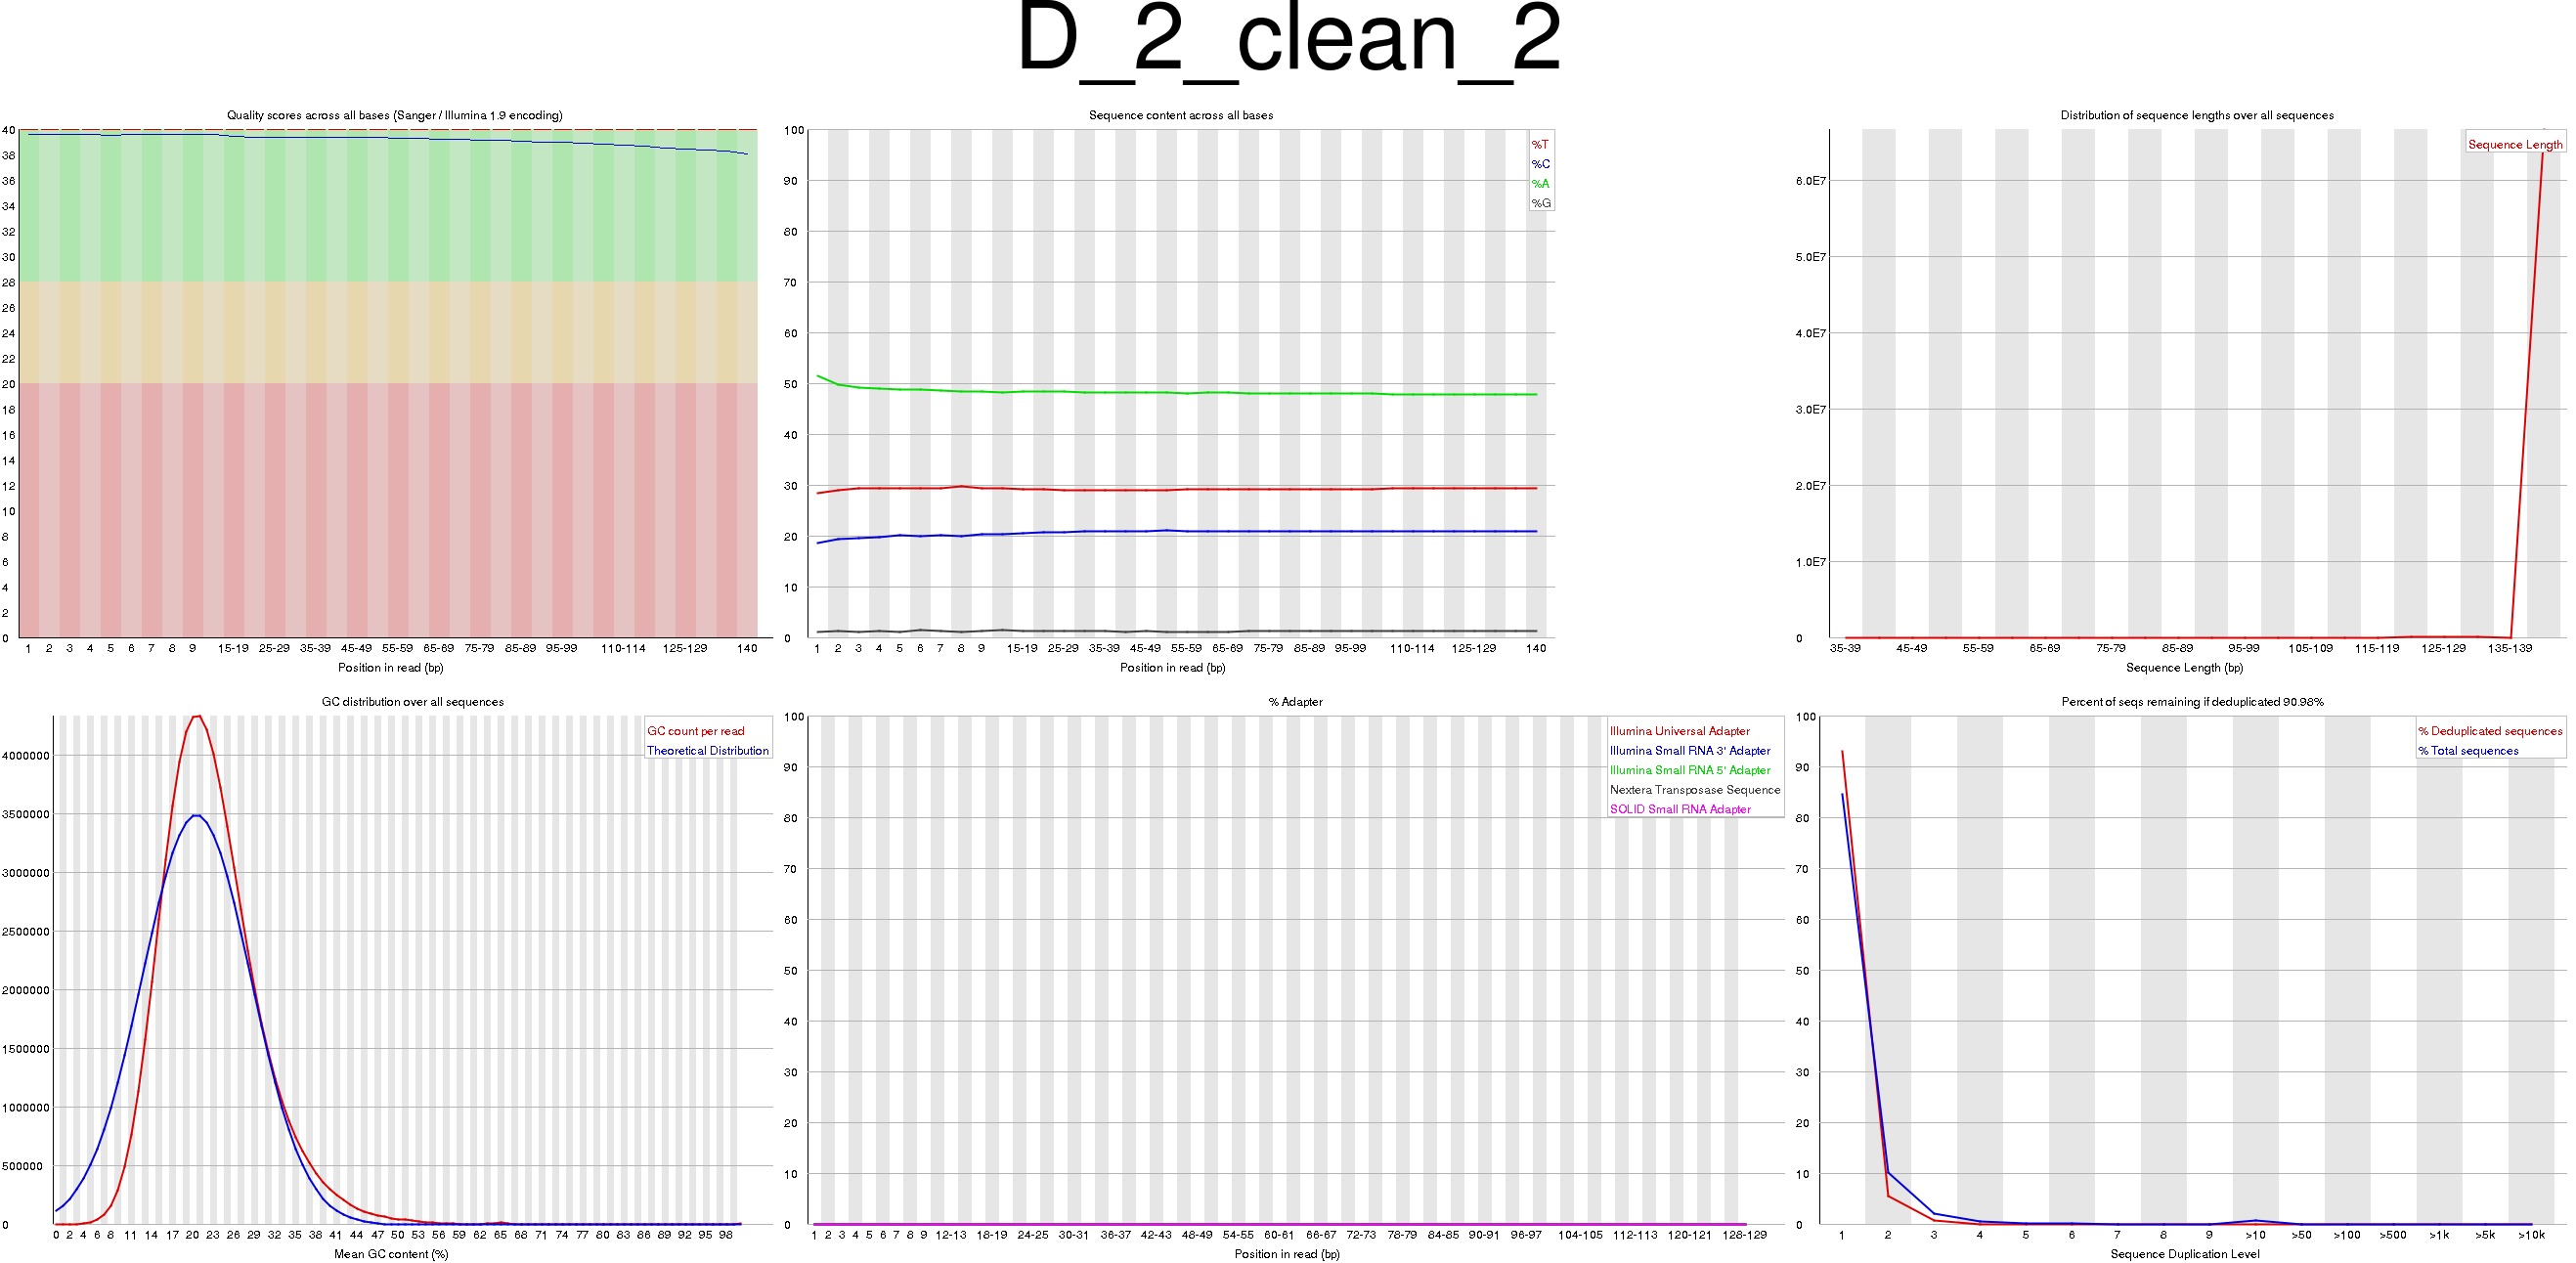 D_2_clean_2
Quality scores across all bases (Sanger / Illumina 1.9 encoding)
40
38
36
34
32
30
28
26
24
22
20
18
16
14
12
10
8
6
4
2
0
1 2 3 4 5 6 7 8 9 15-19 25-29 35-39 45-49 55-59 65-69 75-79 85-89 95-99 110-114 125-129 140
Position in read (bp)
Sequence content across all bases
100
90
80
70
60
50
40
30
20
10
0
%T
%C
%A
%G
1 2 3 4 5 6 7 8 9 15-19 25-29 35-39 45-49 55-59 65-69 75-79 85-89 95-99 110-114 125-129 140
Position in read (bp)
Distribution of sequence lengths over all sequences
Sequence Length
6.0E7
5.0E7
4.0E7
3.0E7
2.0E7
1.0E7
0
35-39 45-49 55-59 65-69 75-79 85-89 95-99 105-109 115-119 125-129 135-139
Sequence Length (bp)
GC distribution over all sequences
GC count per read
Theoretical Distribution
4000000
3500000
3000000
2500000
2000000
1500000
1000000
500000
0
0 2 4 6 8 11 14 17 20 23 26 29 32 35 38 41 44 47 50 53 56 59 62 65 68 71 74 77 80 83 86 89 92 95 98
Mean GC content (%)
% Adapter
100
90
80
70
60
50
40
30
20
10
0
Illumina Universal Adapter
Illumina Small RNA 3' Adapter
Illumina Small RNA 5' Adapter
Nextera Transposase Sequence
SOLID Small RNA Adapter
1 2 3 4 5 6 7 8 9 12-13 18-19 24-25 30-31 36-37 42-43 48-49 54-55 60-61 66-67 72-73 78-79 84-85 90-91 96-97 104-105 112-113 120-121 128-129
Position in read (bp)
Percent of seqs remaining if deduplicated 90.98%
100
90
80
70
60
50
40
30
20
10
0
% Deduplicated sequences
% Total sequences
1 2 3 4 5 6 7 8 9 >10 >50 >100 >500 >1k >5k >10k
Sequence Duplication Level